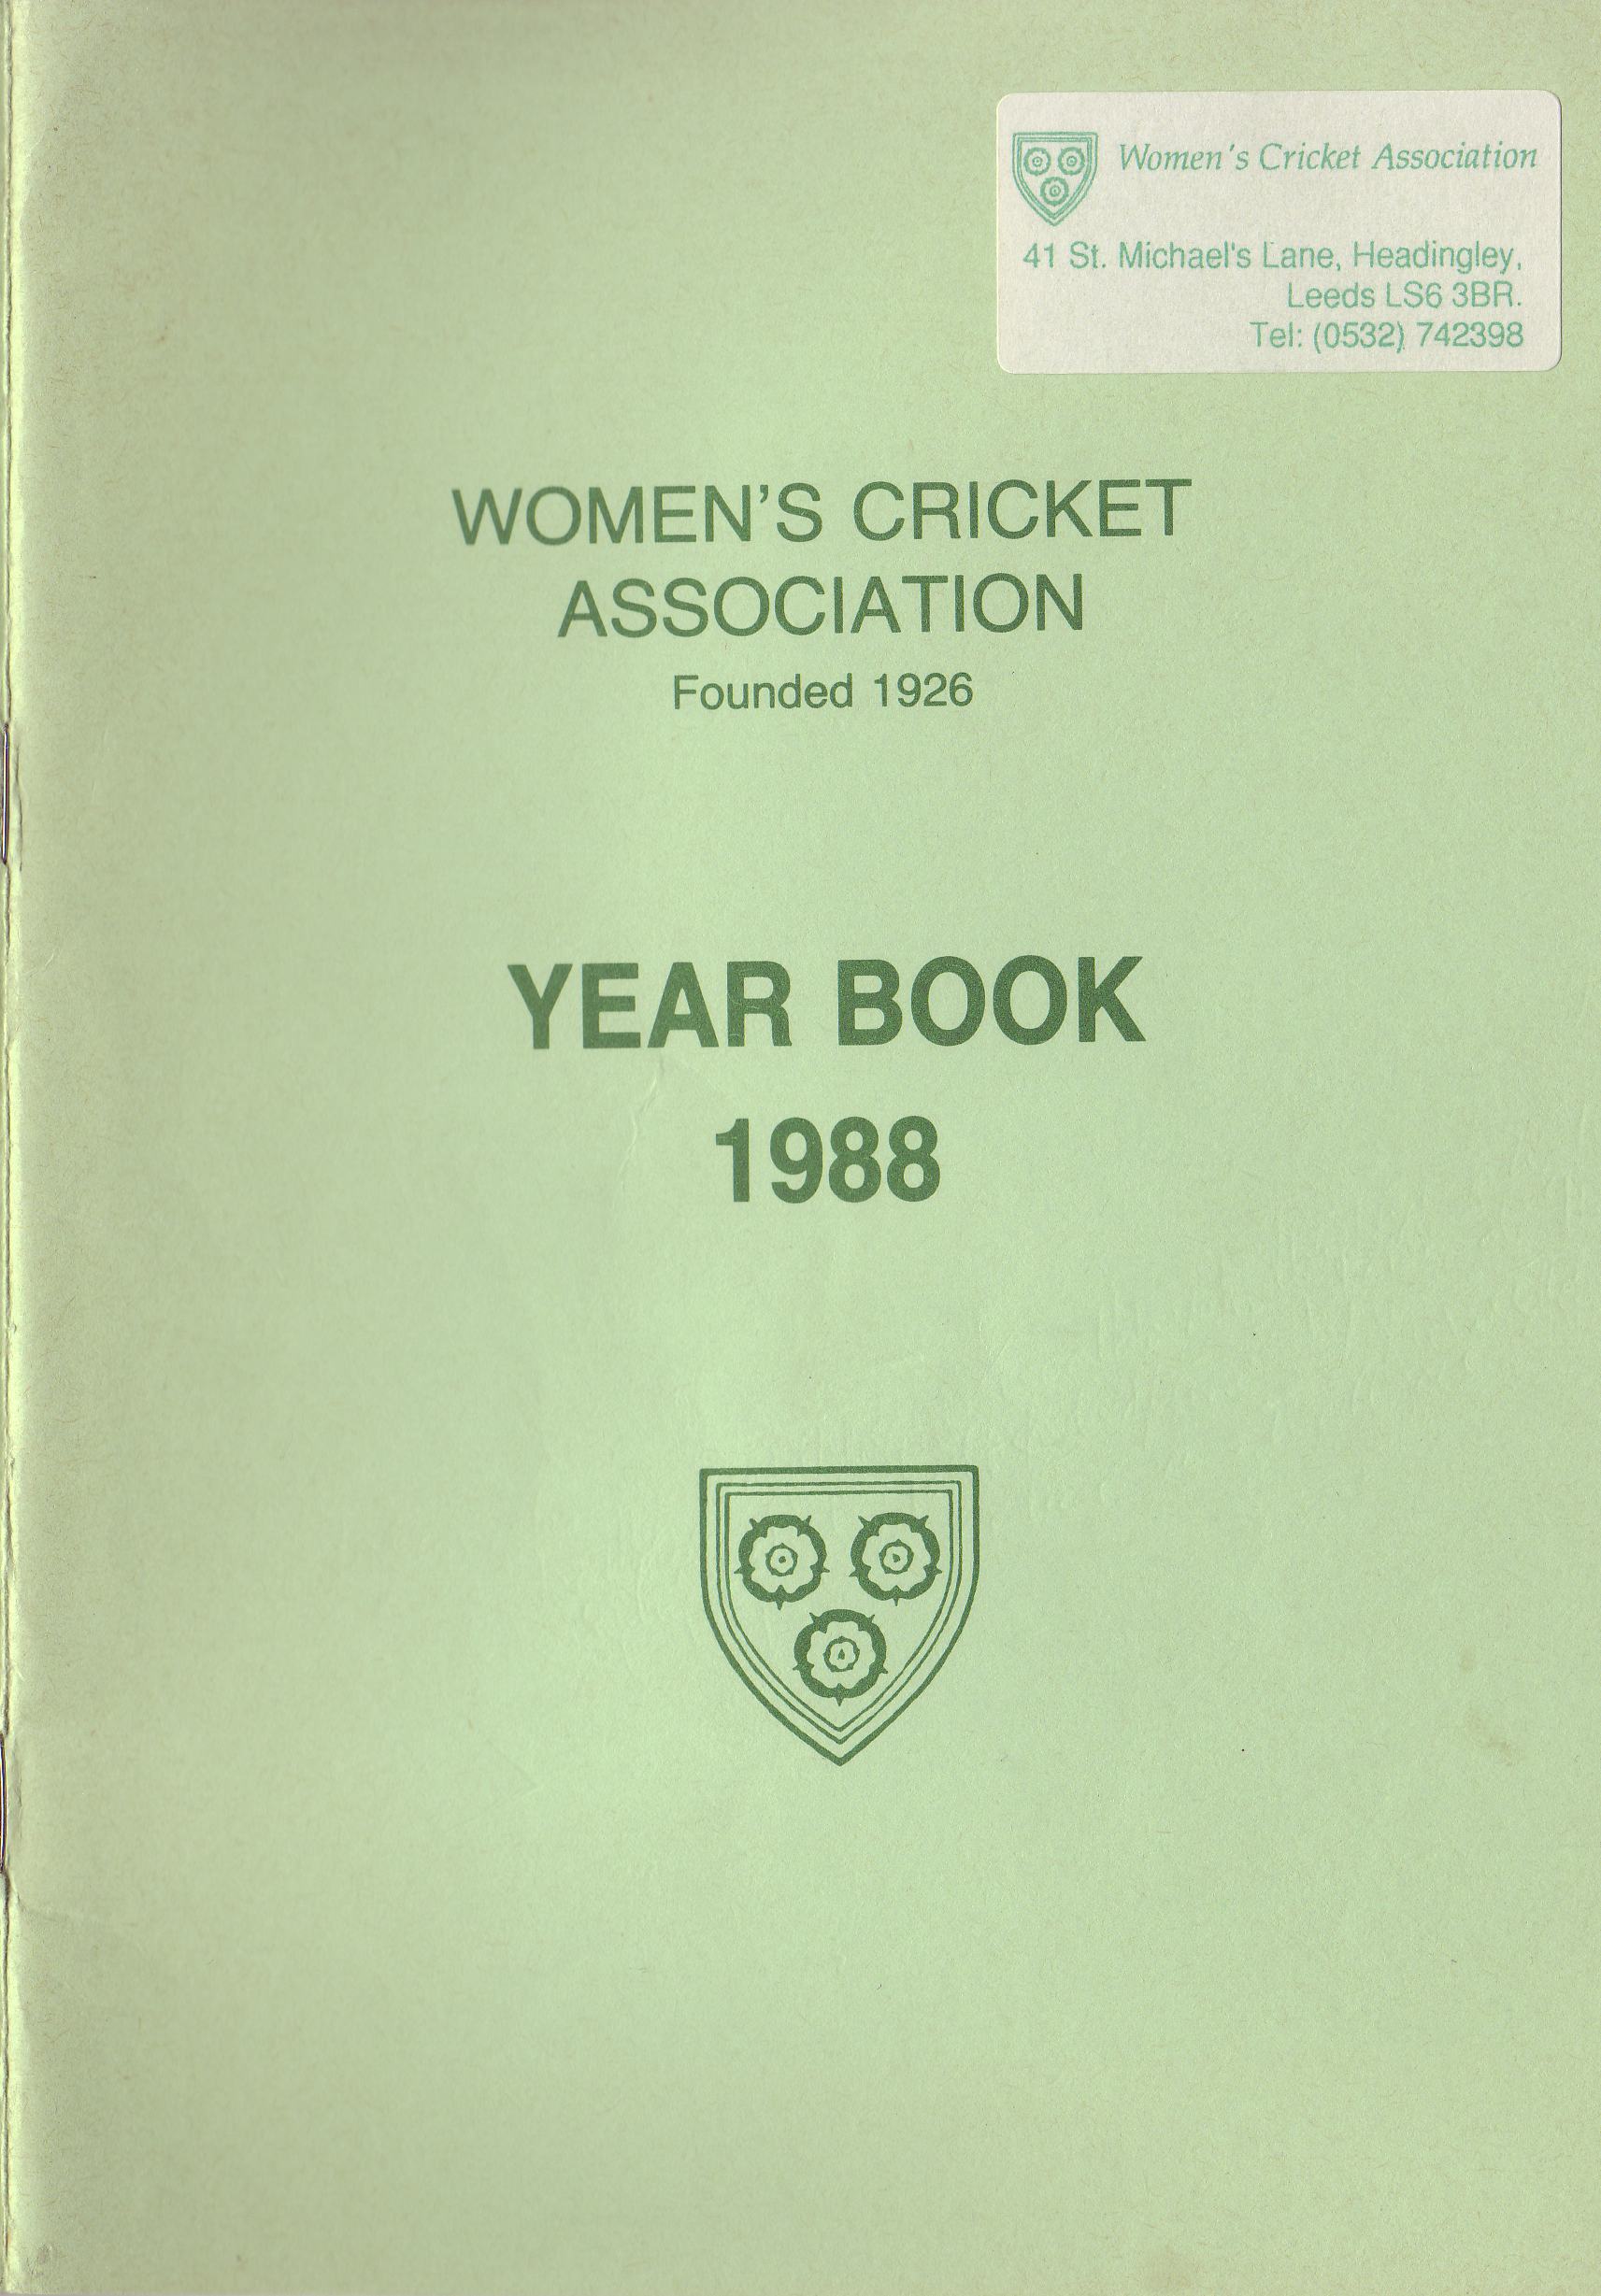 Women's Cricket Association
41 St. Michael's Lane, Headingley,
Leeds LS6 3BR.
Tel: (0532) 742398
WOMEN'S CRICKET
ASSOCIATION
Founded 1926
YEAR BOOK
1988